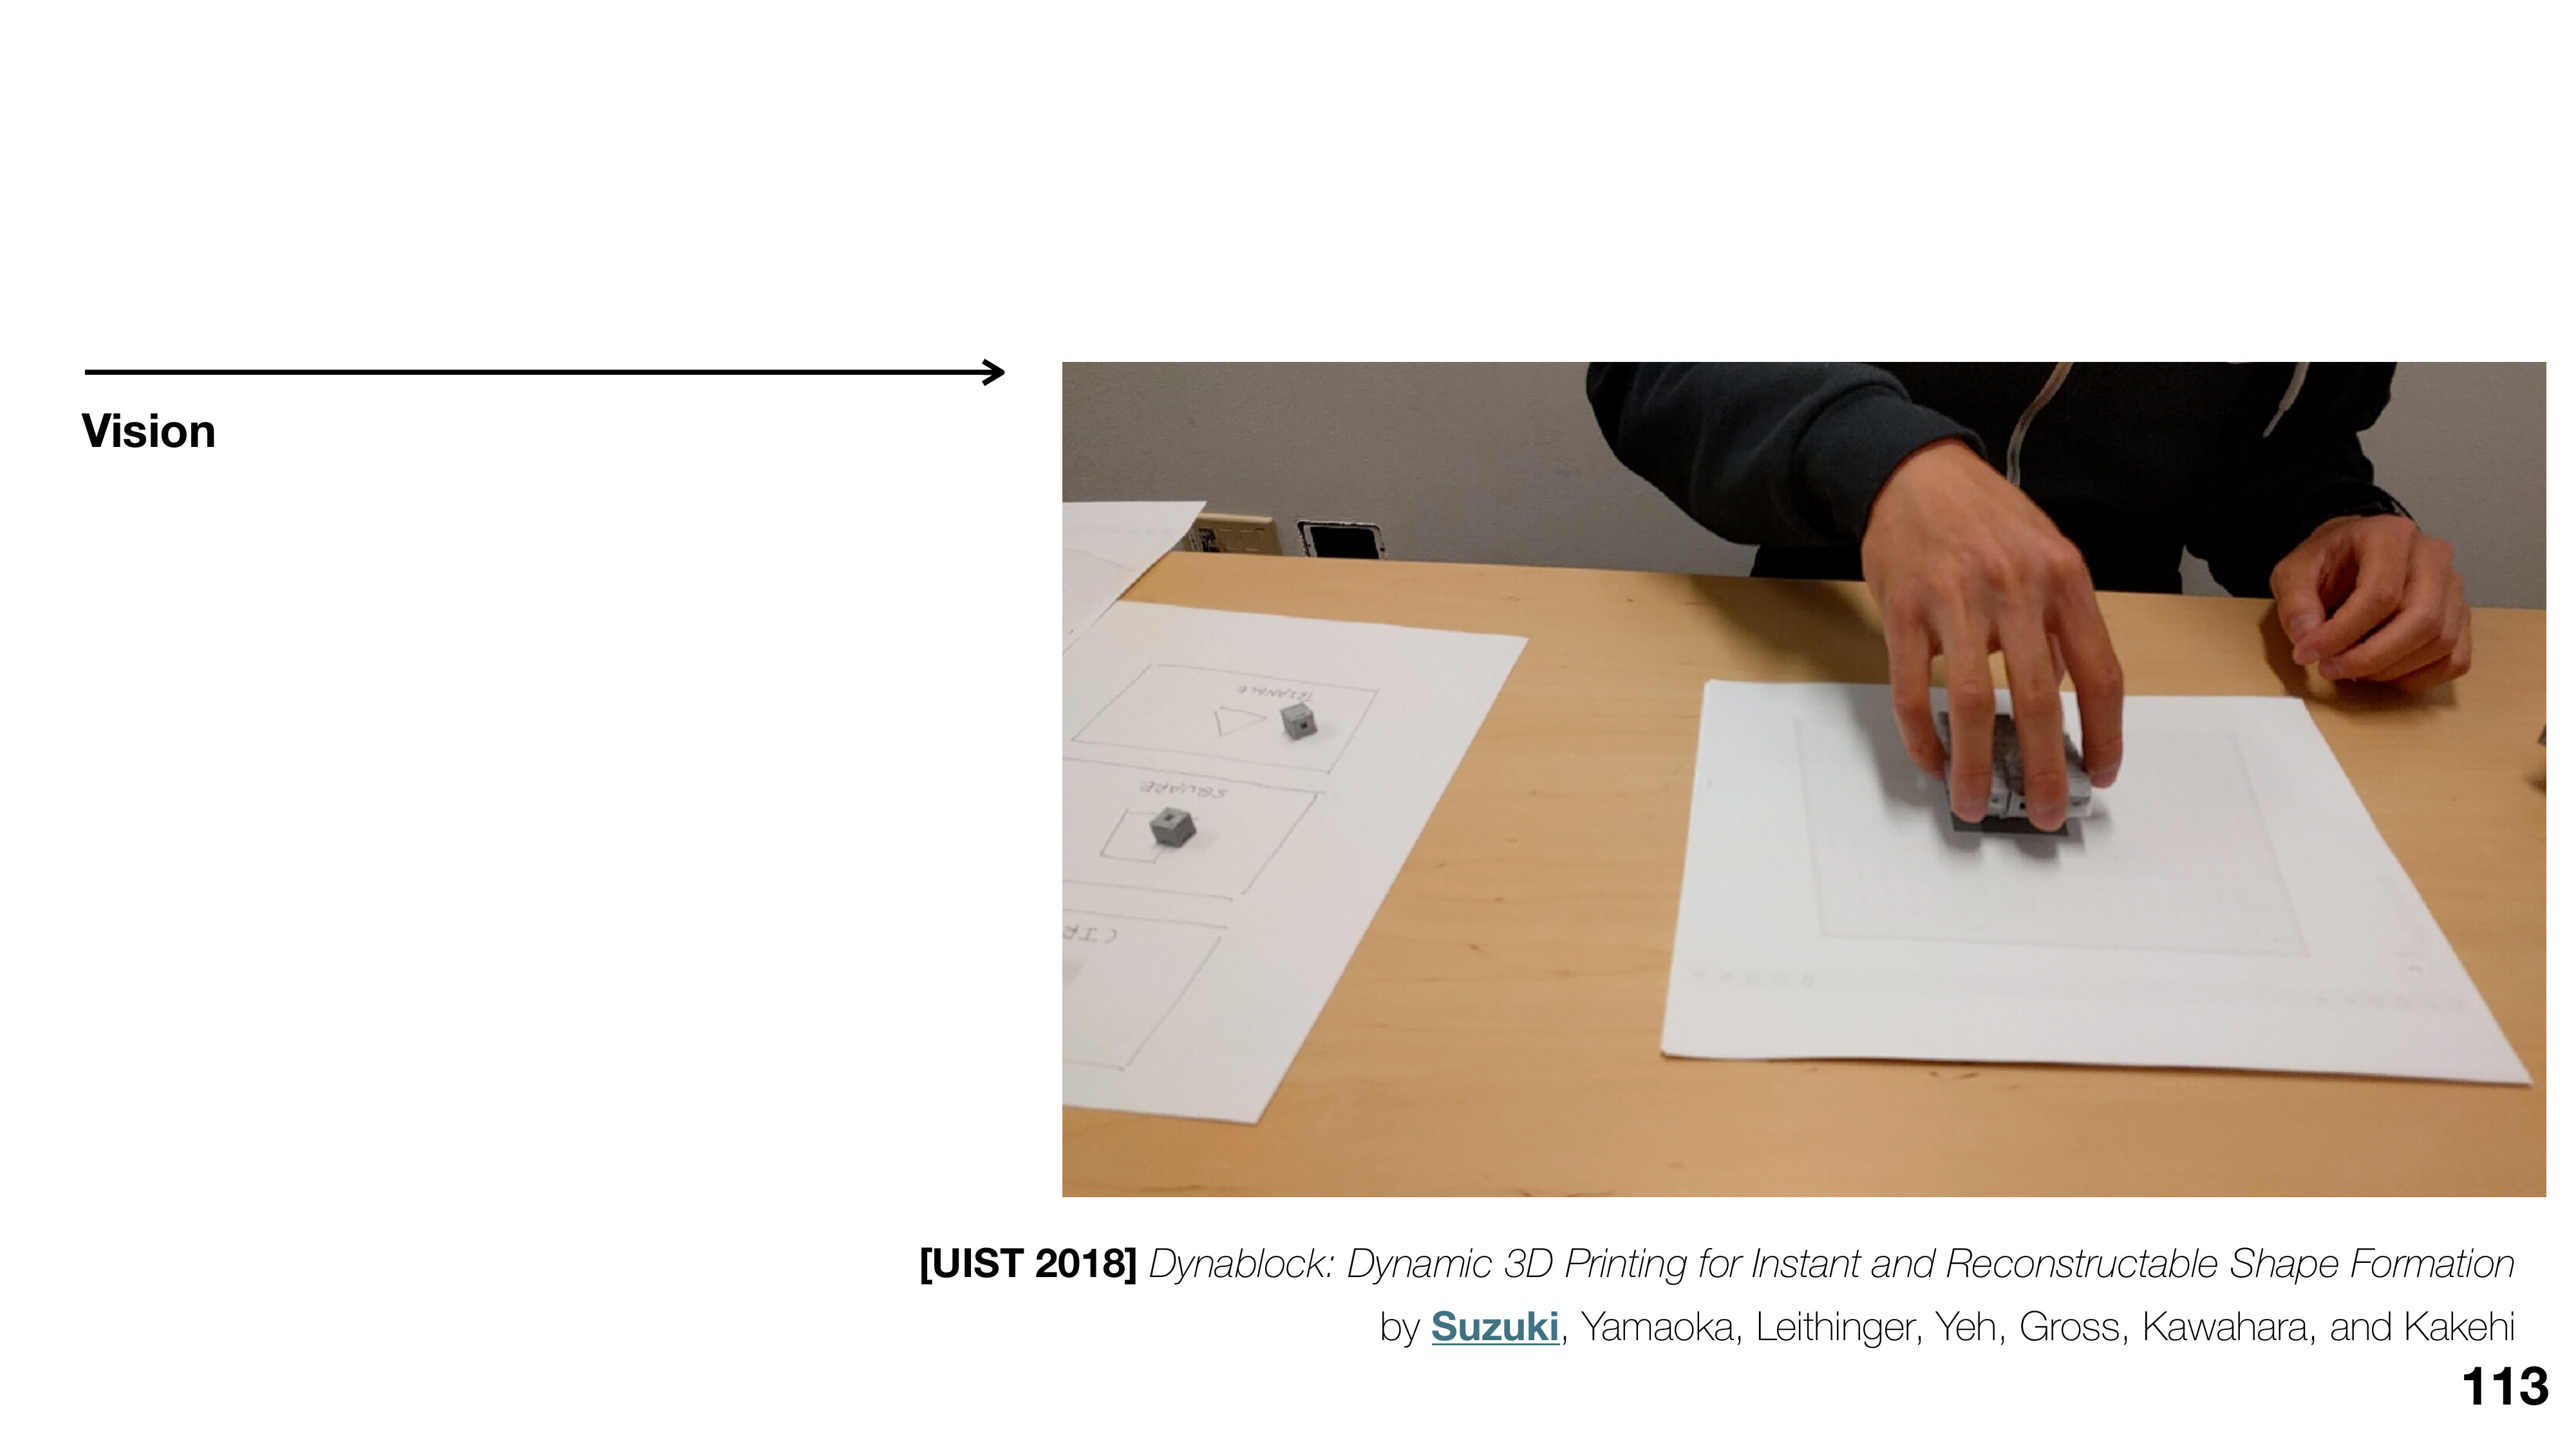 Vision
TRIANGLE
SQUARE
[UIST 2018] Dynablock: Dynamic 3D Printing for Instant and Reconstructable Shape Formation
by Suzuki, Yamaoka, Leithinger, Yeh, Gross, Kawahara, and Kakehi
113